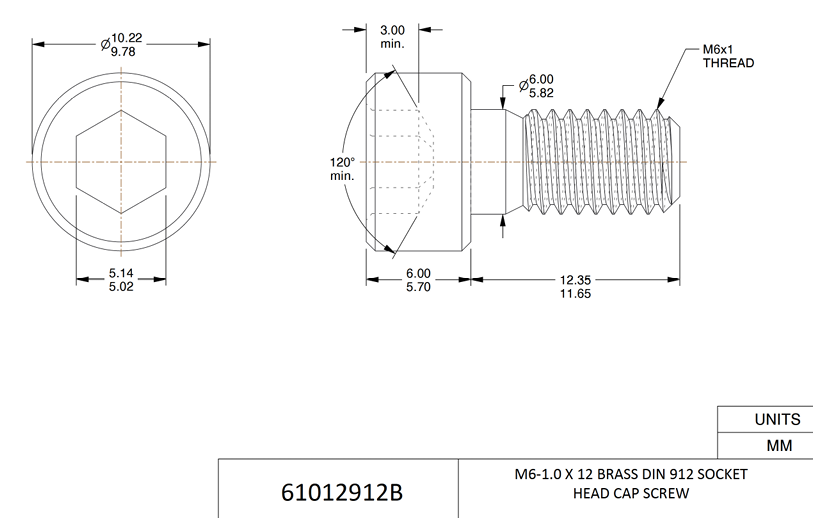 ⌀10.22
9.78
3.00
min.
M6x1
THREAD
⌀6.00
5.82
120°
min.
5.14
5.02
6.00
5.70
12.35
11.65
UNITS
MM
61012912B
M6-1.0 X 12 BRASS DIN 912 SOCKET
HEAD CAP SCREW